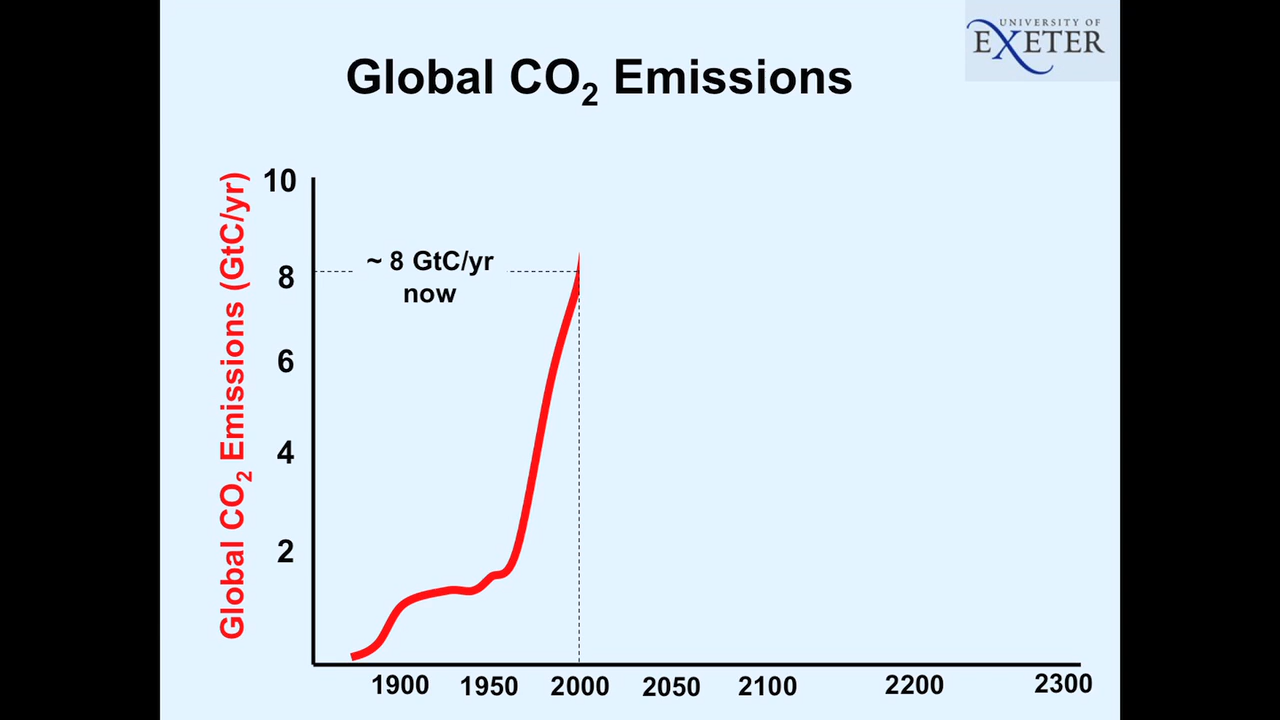 UNIVERSITY OF
EXETER
Global CO₂ Emissions
Global CO₂ Emissions (GtC/yr)
10
8
6
4
2
~ 8 GtC/yr
now
1900 1950 2000 2050 2100 2200 2300